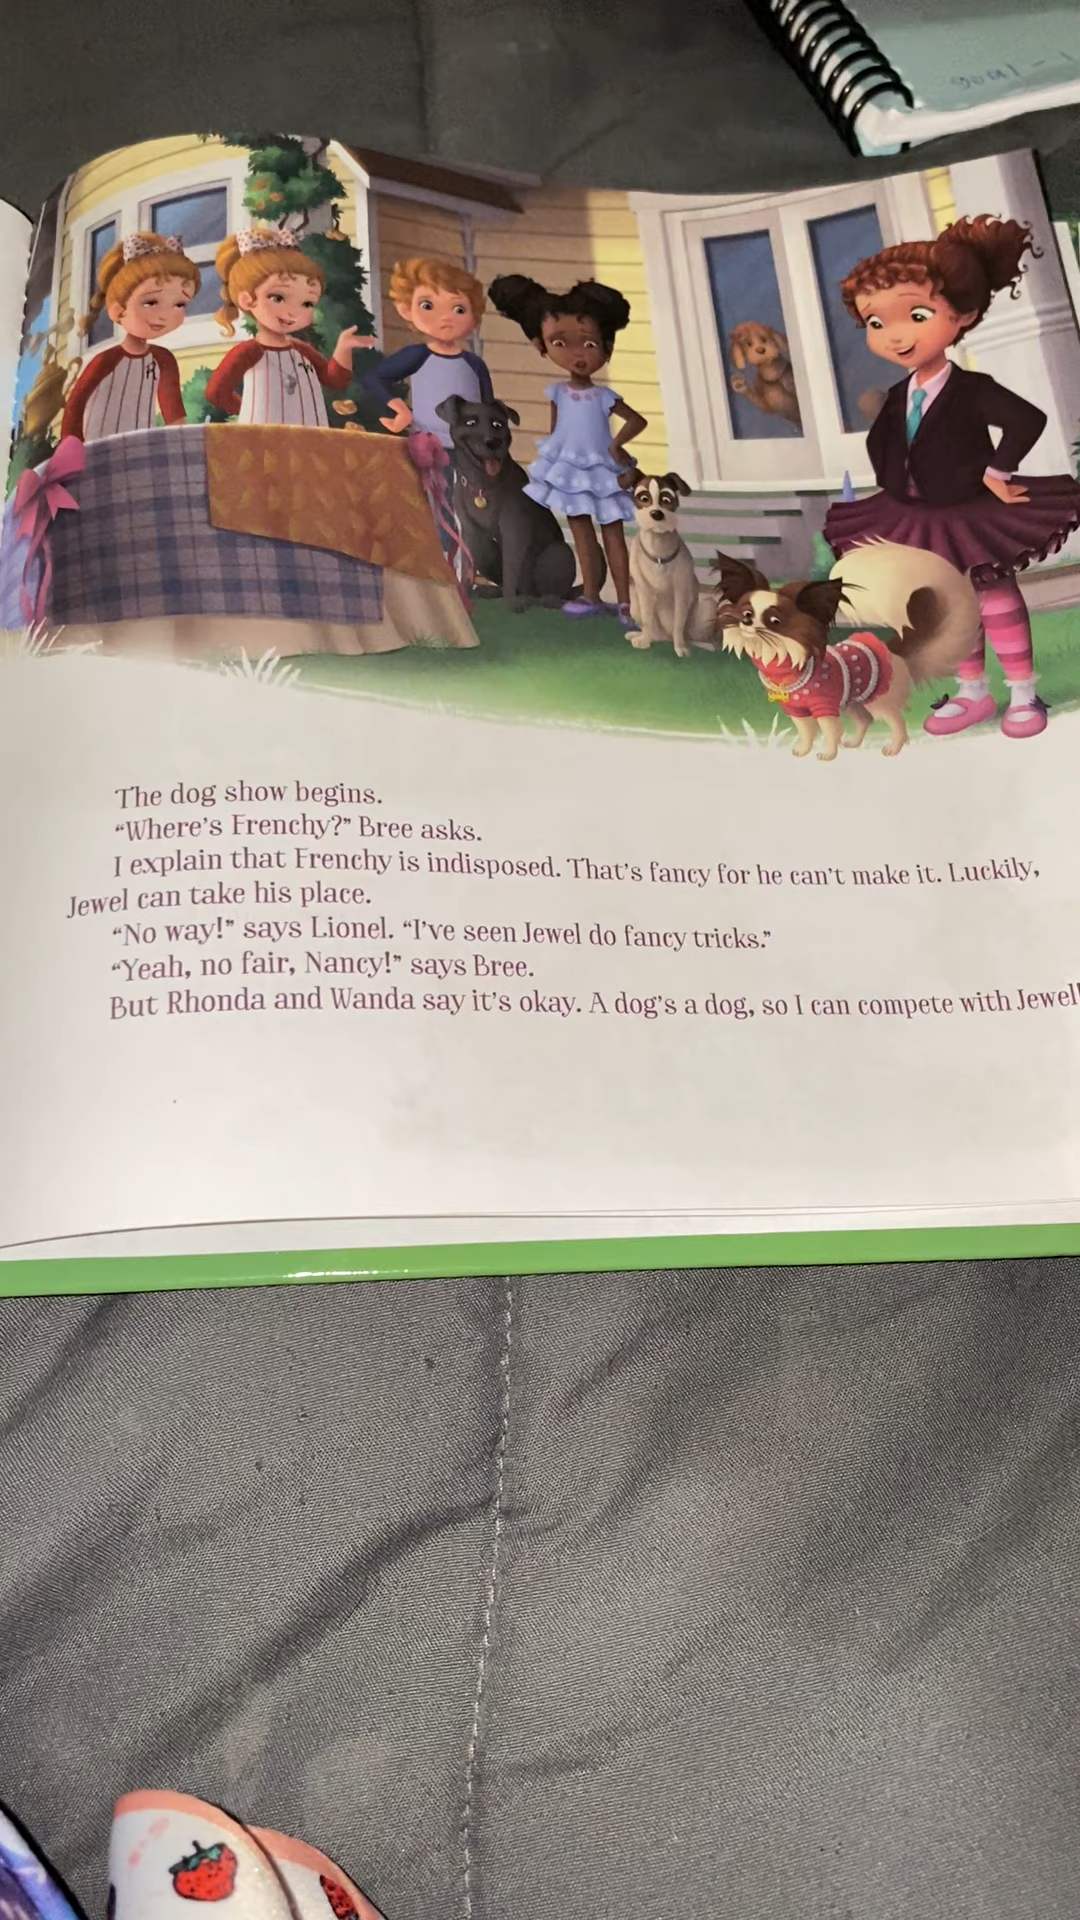 goal - 1
R
W
The dog show begins.
“Where’s Frenchy?” Bree asks.
I explain that Frenchy is indisposed. That’s fancy for he can’t make it. Luckily,
Jewel can take his place.
“No way!” says Lionel. “I’ve seen Jewel do fancy tricks.”
“Yeah, no fair, Nancy!” says Bree.
But Rhonda and Wanda say it’s okay. A dog’s a dog, so I can compete with Jewel!